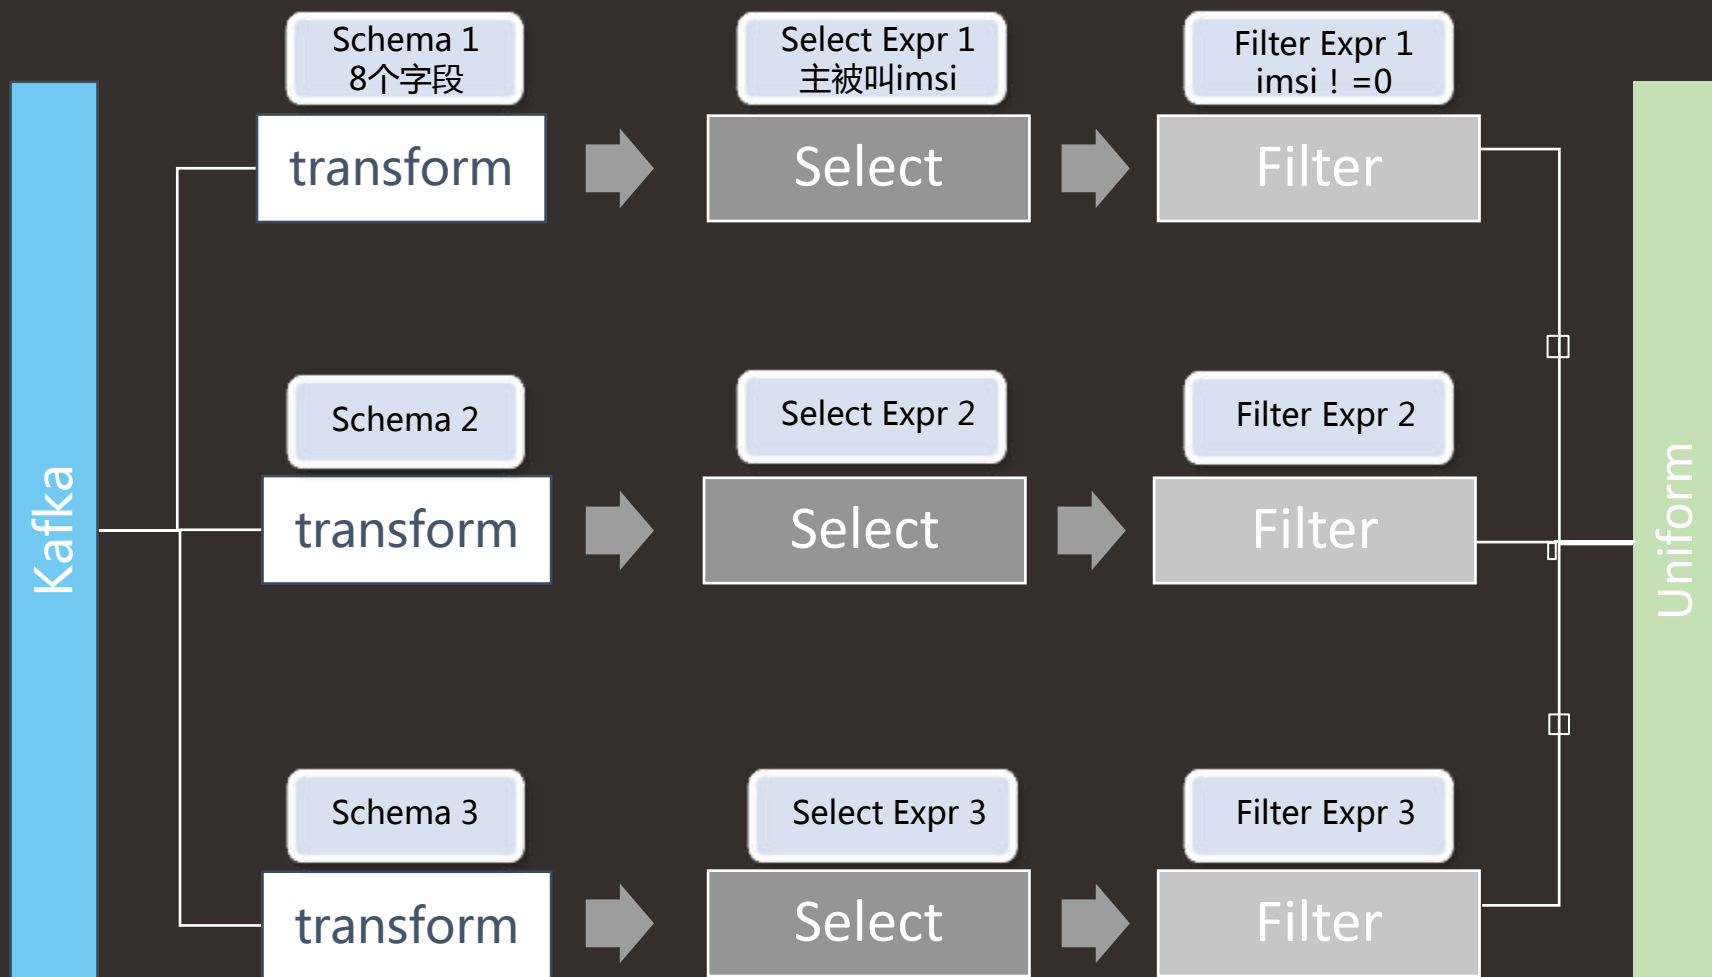 Kafka
Schema 1
8个字段
transform
Select Expr 1
主被叫imsi
Select
Filter Expr 1
imsi！=0
Filter
Schema 2
transform
Select Expr 2
Select
Filter Expr 2
Filter
Schema 3
transform
Select Expr 3
Select
Filter Expr 3
Filter
Uniform